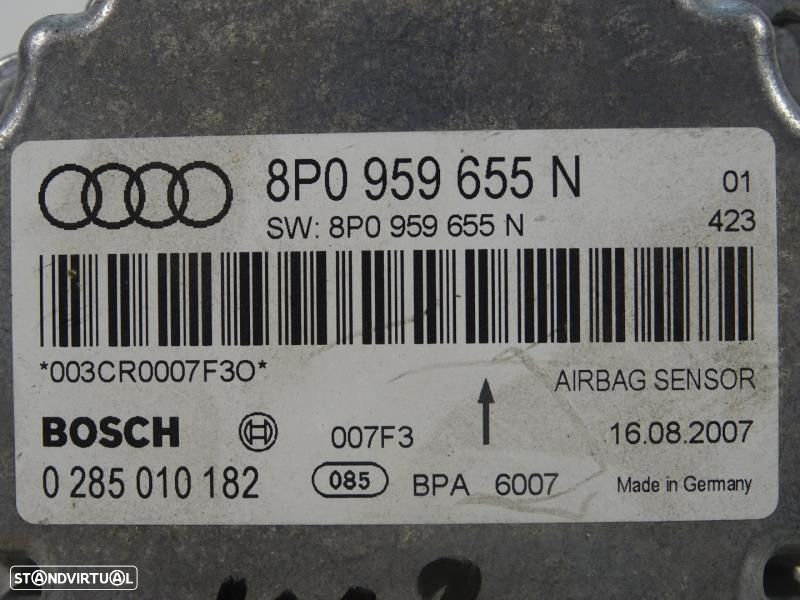 8P0 959 655 N 01
SW: 8P0 959 655 N 423
*003CR0007F3O*
AIRBAG SENSOR
BOSCH 007F3 16.08.2007
0 285 010 182 085 BPA 6007 Made in Germany
STANDVIRTUAL